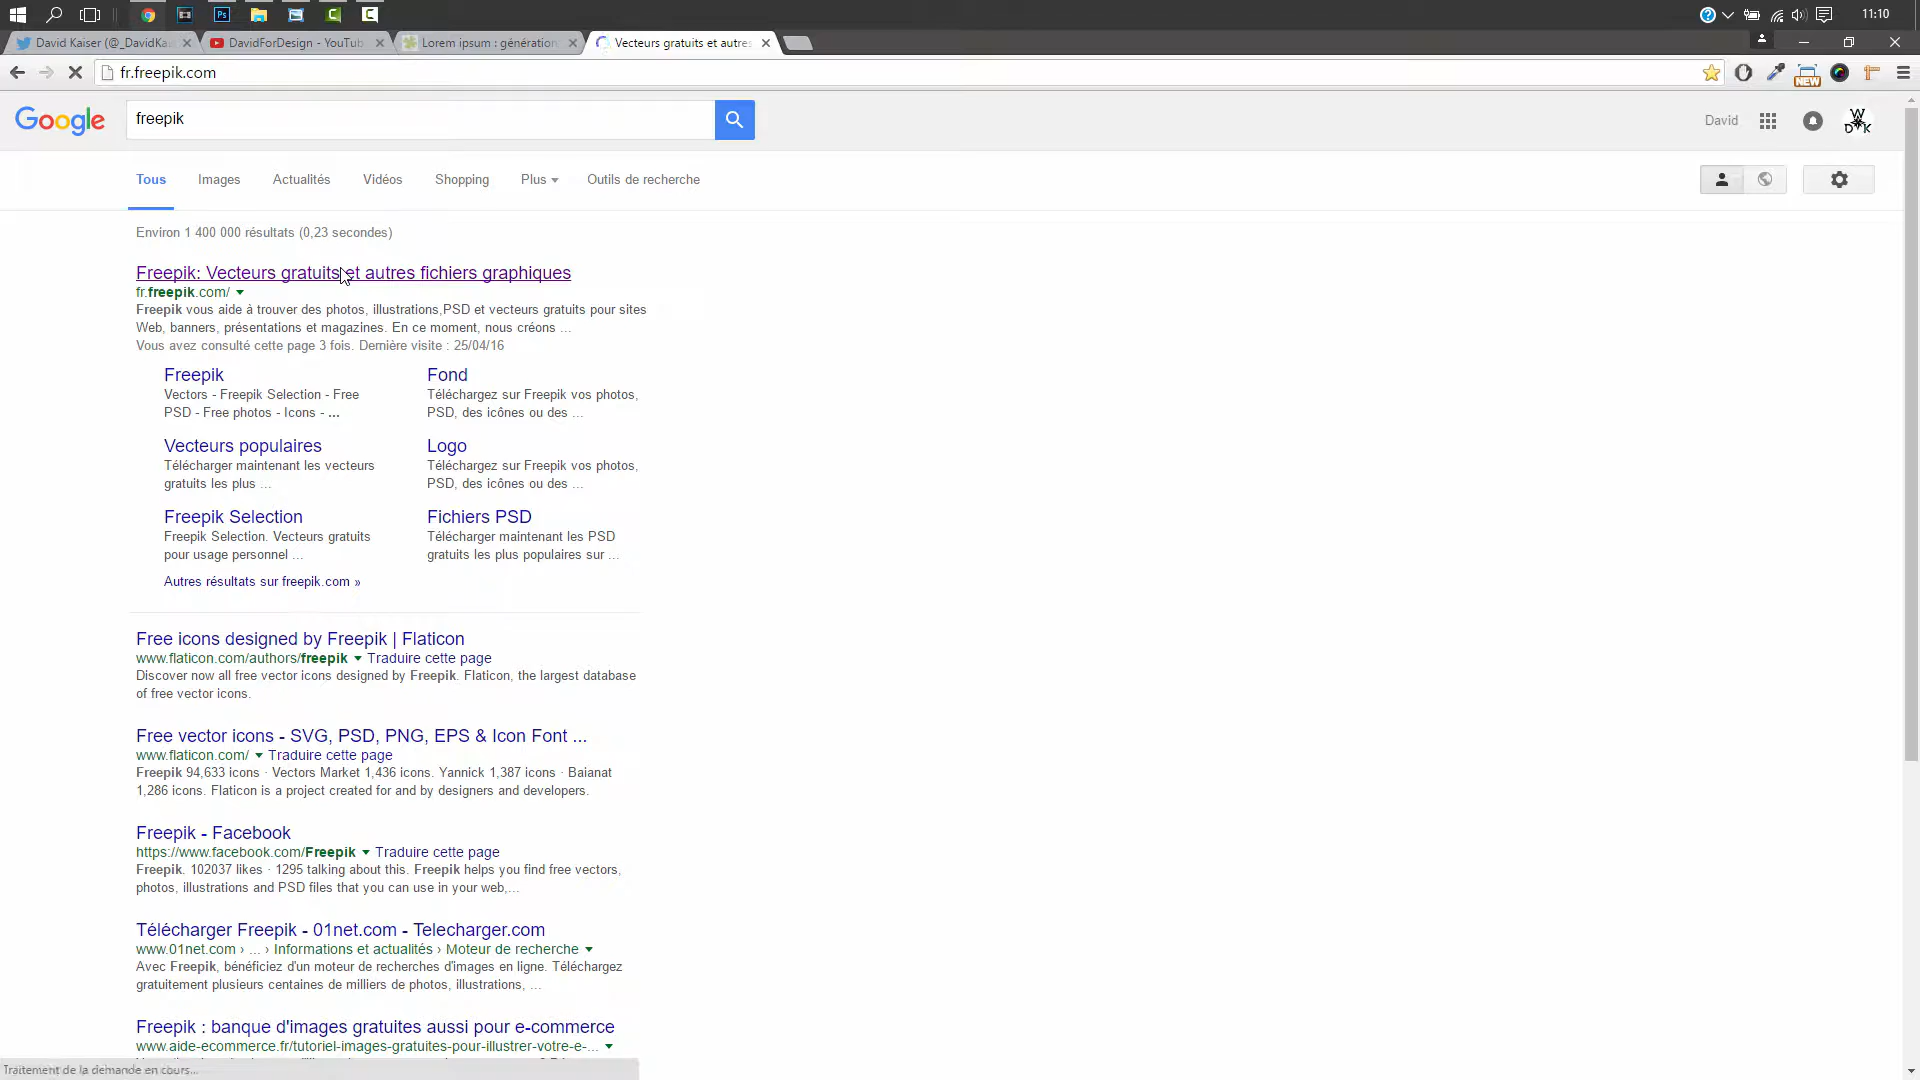 Ps
11:10
David Kaiser (@_DavidKai
DavidForDesign - YouTub
Lorem ipsum : génération
Vecteurs gratuits et autres
fr.freepik.com
NEW
Google
freepik
David
W
D K
Tous
Images
Actualités
Vidéos
Shopping
Plus
Outils de recherche
Environ 1 400 000 résultats (0,23 secondes)
Freepik: Vecteurs gratuits et autres fichiers graphiques
fr.freepik.com/
Freepik vous aide à trouver des photos, illustrations,PSD et vecteurs gratuits pour sites
Web, banners, présentations et magazines. En ce moment, nous créons ...
Vous avez consulté cette page 3 fois. Dernière visite : 25/04/16
Freepik
Vectors - Freepik Selection - Free
PSD - Free photos - Icons - ...
Fond
Téléchargez sur Freepik vos photos,
PSD, des icônes ou des ...
Vecteurs populaires
Télécharger maintenant les vecteurs
gratuits les plus ...
Logo
Téléchargez sur Freepik vos photos,
PSD, des icônes ou des ...
Freepik Selection
Freepik Selection. Vecteurs gratuits
pour usage personnel ...
Fichiers PSD
Télécharger maintenant les PSD
gratuits les plus populaires sur ...
Autres résultats sur freepik.com »
Free icons designed by Freepik | Flaticon
www.flaticon.com/authors/freepik Traduire cette page
Discover now all free vector icons designed by Freepik. Flaticon, the largest database
of free vector icons.
Free vector icons - SVG, PSD, PNG, EPS & Icon Font ...
www.flaticon.com/ Traduire cette page
Freepik 94,633 icons · Vectors Market 1,436 icons. Yannick 1,387 icons · Baianat
1,286 icons. Flaticon is a project created for and by designers and developers.
Freepik - Facebook
https://www.facebook.com/Freepik Traduire cette page
Freepik. 102037 likes · 1295 talking about this. Freepik helps you find free vectors,
photos, illustrations and PSD files that you can use in your web,...
Télécharger Freepik - 01net.com - Telecharger.com
www.01net.com › ... › Informations et actualités › Moteur de recherche
Avec Freepik, bénéficiez d'un moteur de recherches d'images en ligne. Téléchargez
gratuitement plusieurs centaines de milliers de photos, illustrations, ...
Freepik : banque d'images gratuites aussi pour e-commerce
www.aide-ecommerce.fr/tutoriel-images-gratuites-pour-illustrer-votre-e-...
Traitement de la demande en cours...